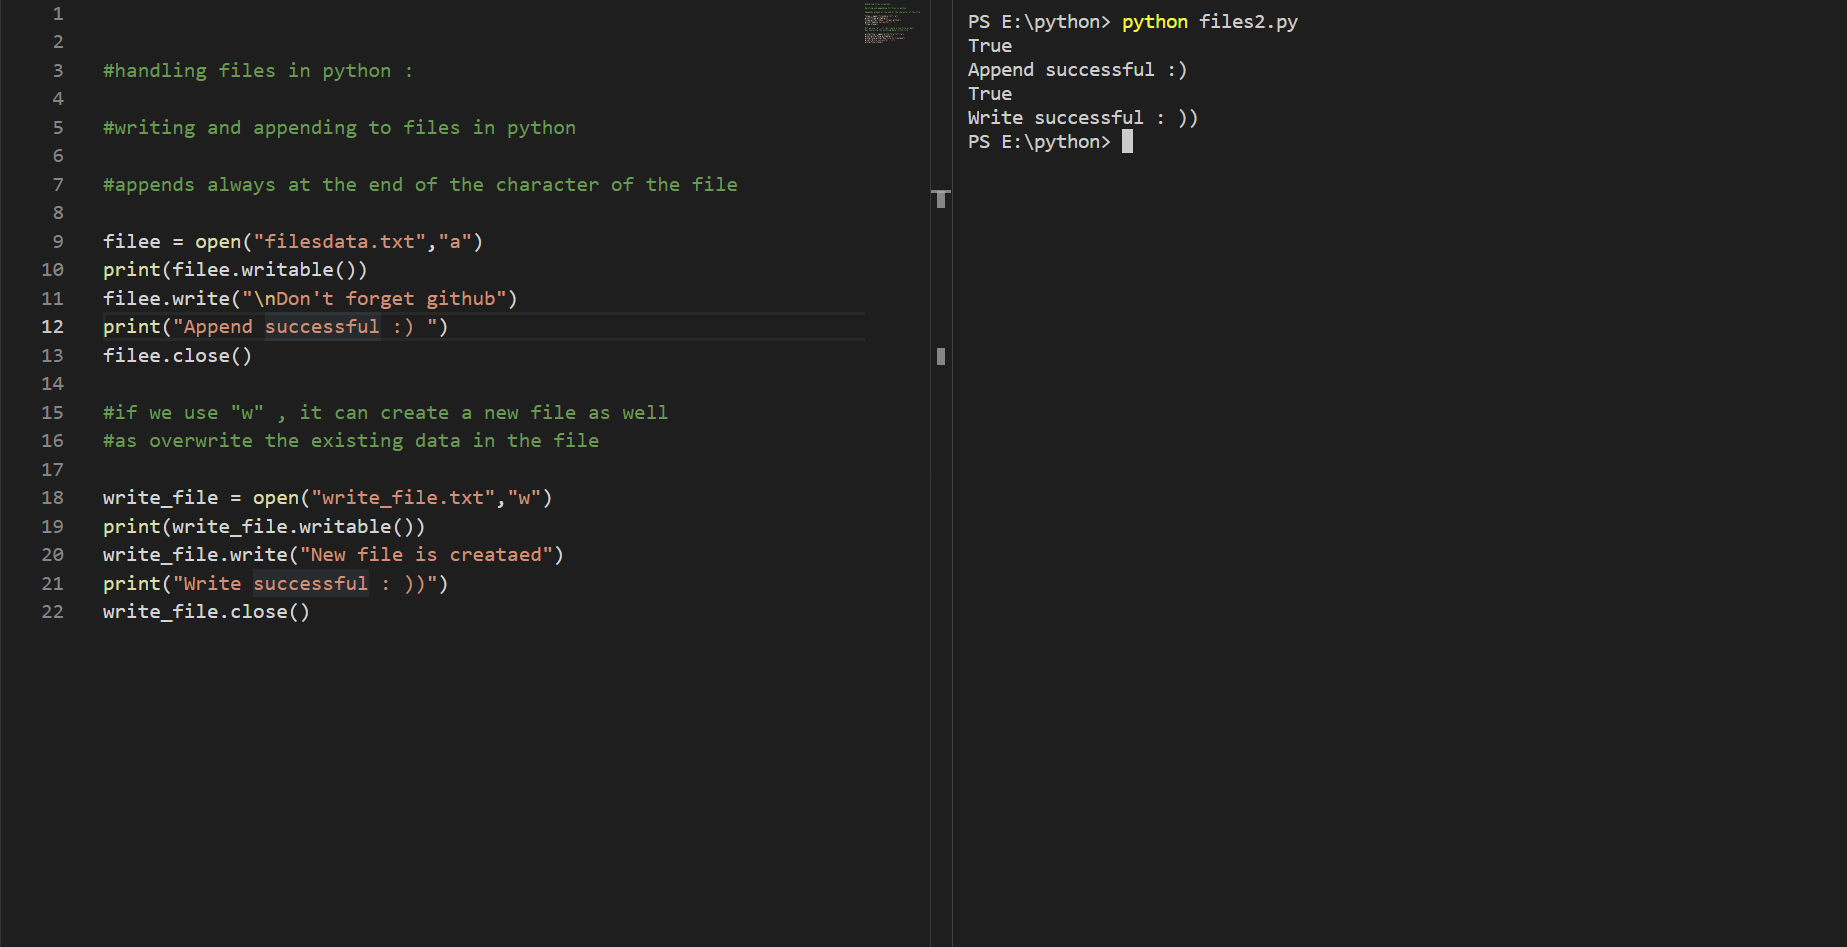 1
2
3 #handling files in python :
4
5 #writing and appending to files in python
6
7 #appends always at the end of the character of the file
8
9 filee = open("filesdata.txt","a")
10 print(filee.writable())
11 filee.write("\nDon't forget github")
12 print("Append successful :) ")
13 filee.close()
14
15 #if we use "w" , it can create a new file as well
16 #as overwrite the existing data in the file
17
18 write_file = open("write_file.txt","w")
19 print(write_file.writable())
20 write_file.write("New file is creataed")
21 print("Write successful : ))")
22 write_file.close()
PS E:\python> python files2.py
True
Append successful :)
True
Write successful : ))
PS E:\python>